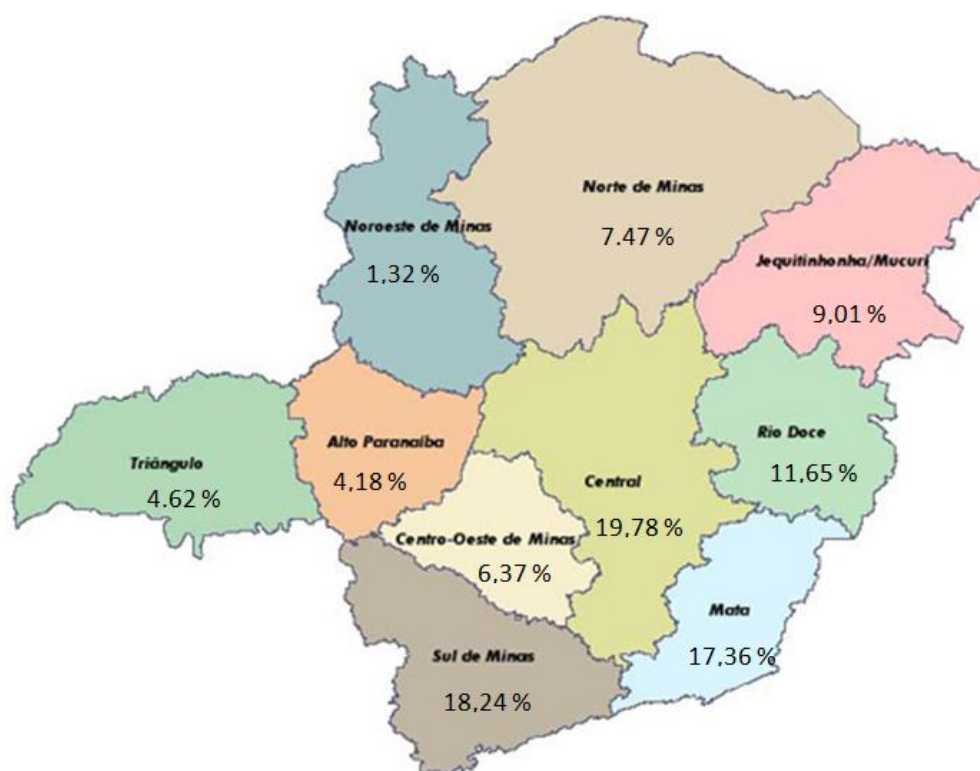 Norte de Minas
7.47 %
Noroeste de Minas
1,32 %
Jequitinhonha/Mucuri
9,01 %
Rio Doce
11,65 %
Alto Paranaíba
4,18 %
Triângulo
4.62 %
Central
19,78 %
Centro-Oeste de Minas
6,37 %
Mata
17,36 %
Sul de Minas
18,24 %